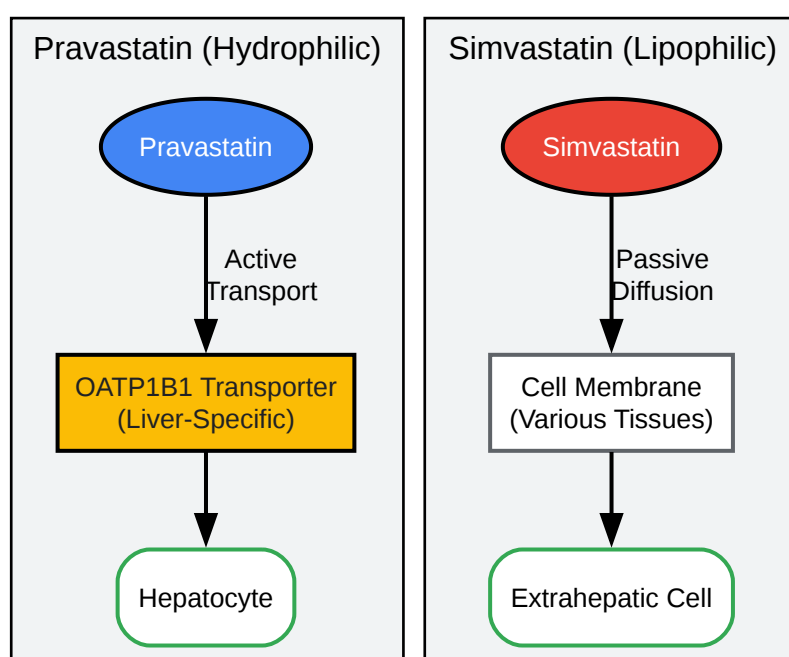 Pravastatin (Hydrophilic)
Pravastatin
Active
Transport
OATP1B1 Transporter
(Liver-Specific)
Hepatocyte
Simvastatin (Lipophilic)
Simvastatin
Passive
Diffusion
Cell Membrane
(Various Tissues)
Extrahepatic Cell